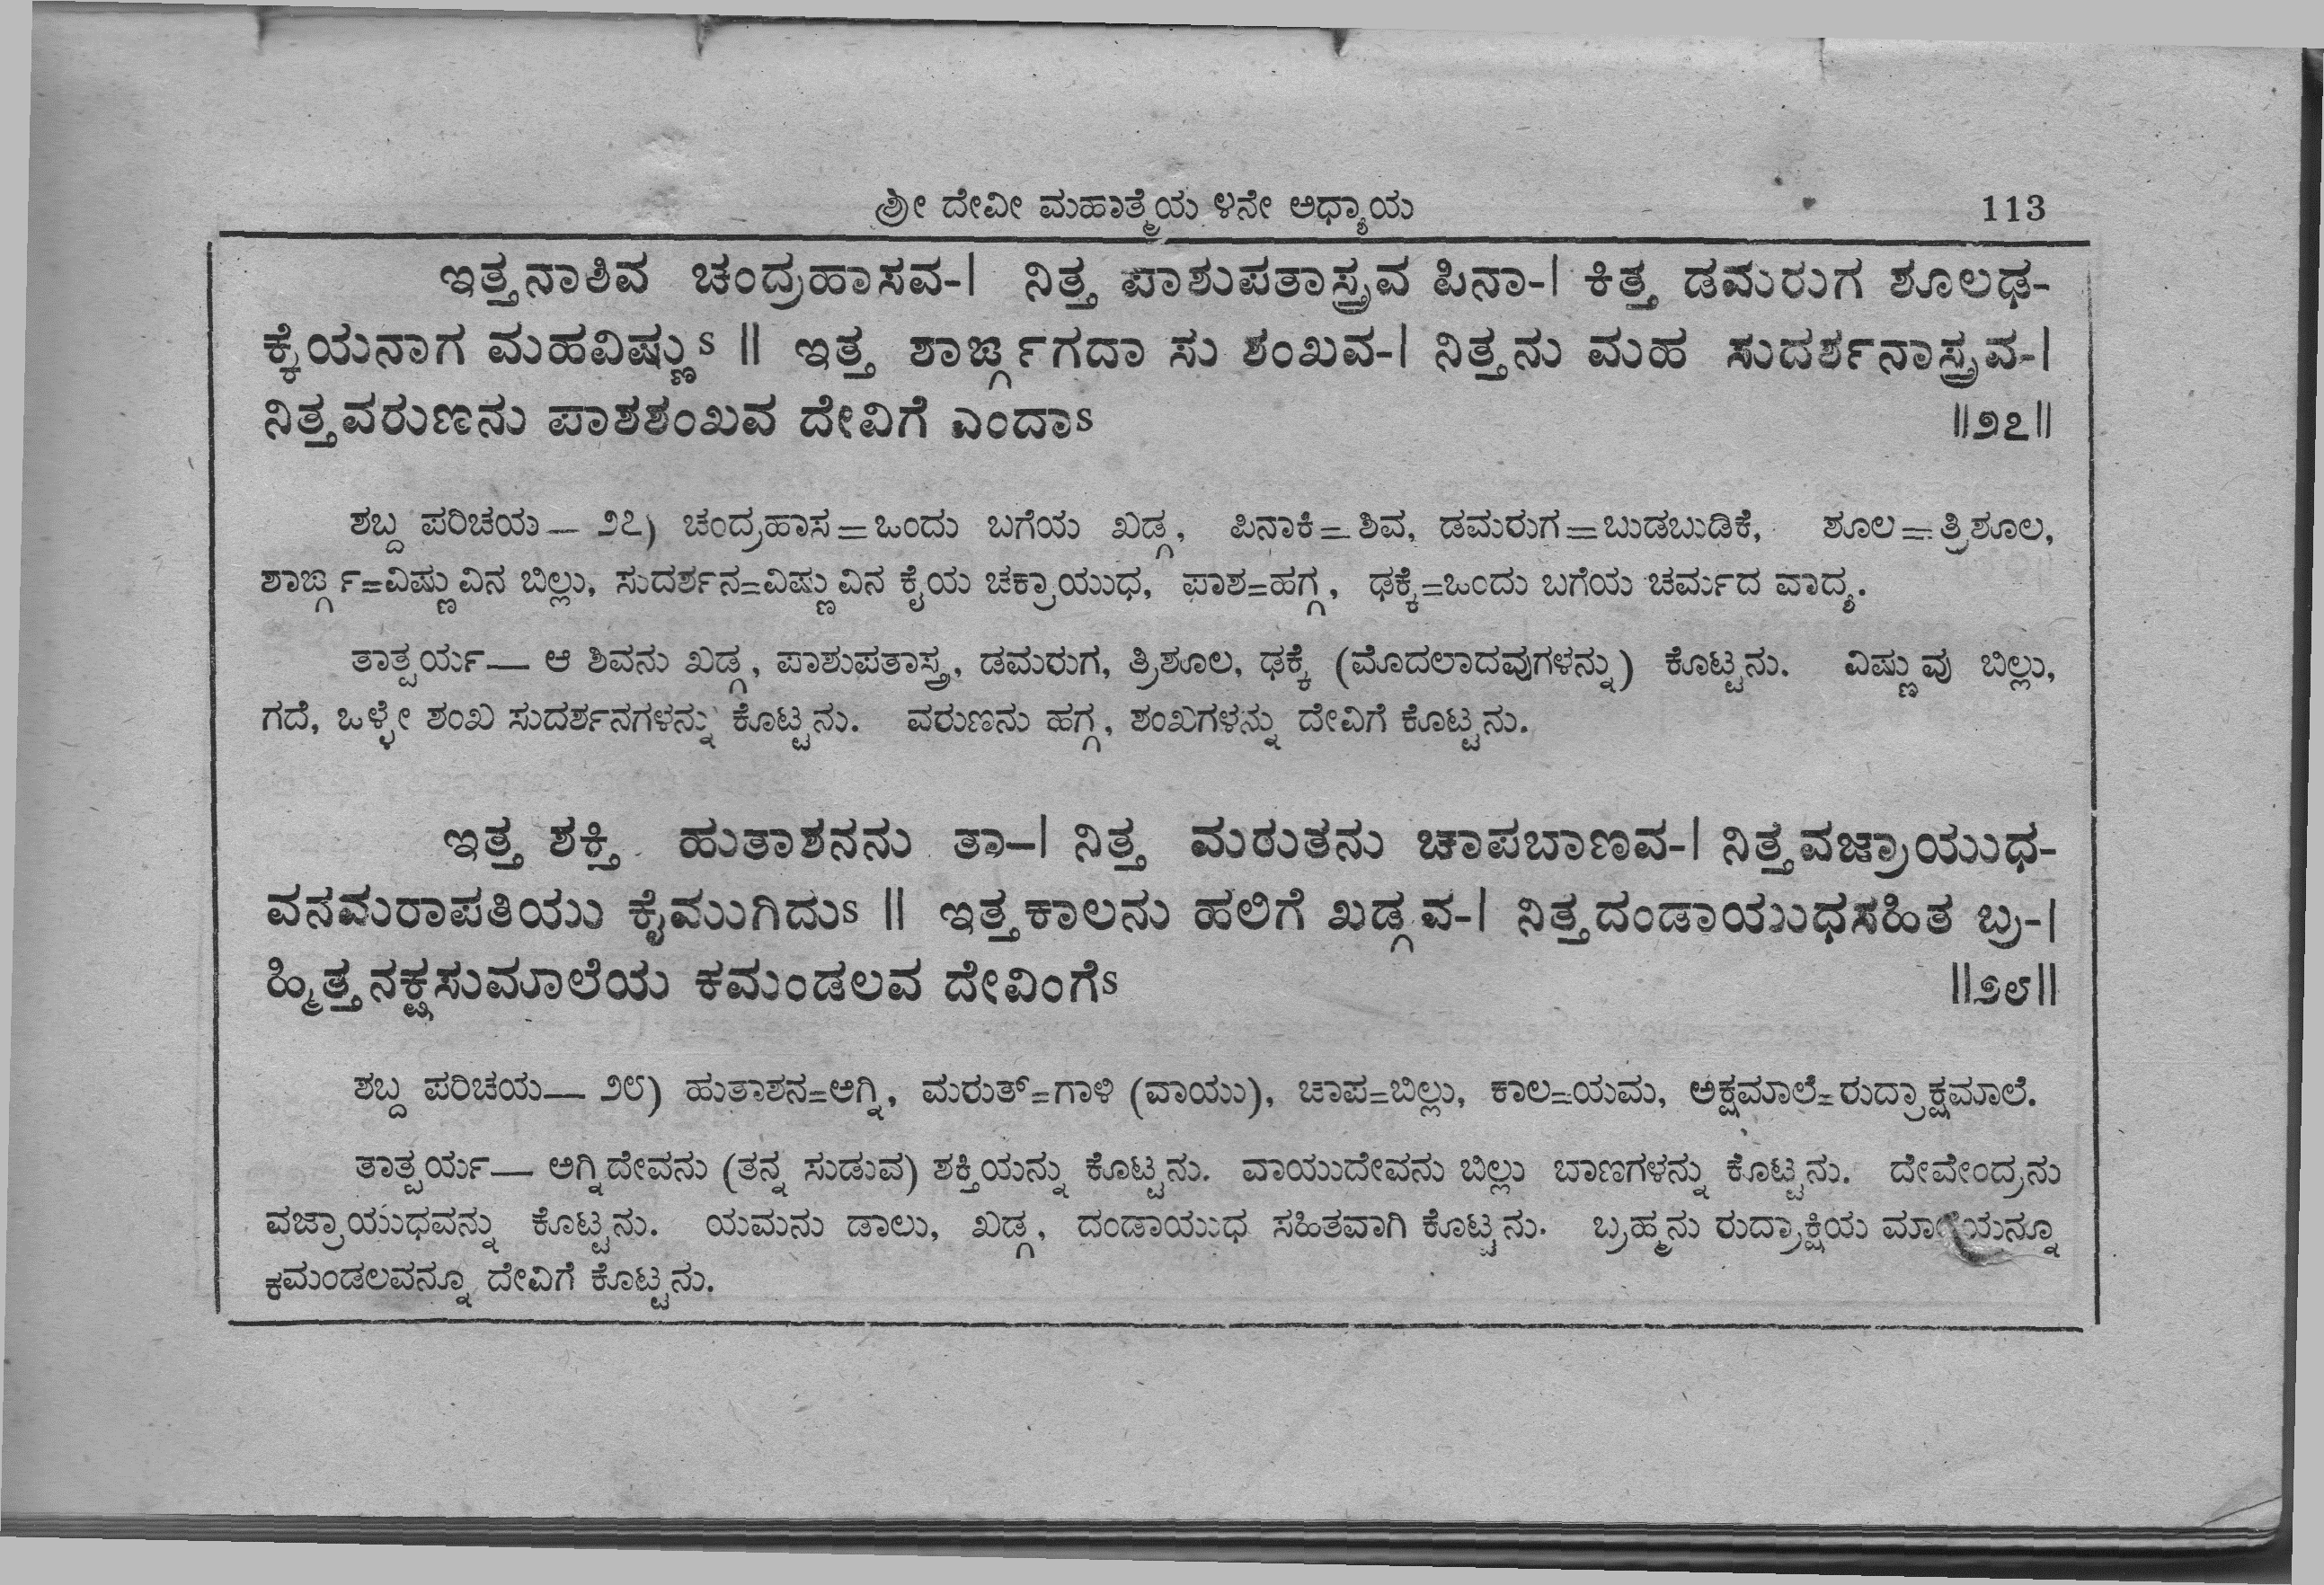 ಶ್ರೀ ದೇವೀ ಮಹಾತ್ಮೆಯ ೪ನೇ ಅಧ್ಯಾಯ 113
ಇತ್ತನಾಶಿವ ಚಂದ್ರಹಾಸವ-| ನಿತ್ತ ಪಾಶುಪತಾಸ್ತ್ರವ ಪಿನಾ-| ಕಿತ್ತ ಡಮರುಗ ಶೂಲಢ-
ಕ್ಕೆಯನಾಗ ಮಹವಿಷ್ಣುs || ಇತ್ತ ಶಾರ್ಙ್ಗಗದಾ ಸು ಶಂಖವ-| ನಿತ್ತನು ಮಹ ಸುದರ್ಶನಾಸ್ತ್ರವ-|
ನಿತ್ತವರುಣನು ಪಾಶಶಂಖವ ದೇವಿಗೆ ಎಂದಾs ||೨೭||
ಶಬ್ದ ಪರಿಚಯ— ೨೭) ಚಂದ್ರಹಾಸ=ಒಂದು ಬಗೆಯ ಖಡ್ಗ, ಪಿನಾಕಿ=ಶಿವ, ಡಮರುಗ=ಬುಡಬುಡಿಕೆ, ಶೂಲ=ತ್ರಿಶೂಲ,
ಶಾರ್ಙ್ಗ=ವಿಷ್ಣುವಿನ ಬಿಲ್ಲು, ಸುದರ್ಶನ=ವಿಷ್ಣುವಿನ ಕೈಯ ಚಕ್ರಾಯುಧ, ಪಾಶ=ಹಗ್ಗ, ಢಕ್ಕೆ=ಒಂದು ಬಗೆಯ ಚರ್ಮದ ವಾದ್ಯ.
ತಾತ್ಪರ್ಯ— ಆ ಶಿವನು ಖಡ್ಗ, ಪಾಶುಪತಾಸ್ತ್ರ, ಡಮರುಗ, ತ್ರಿಶೂಲ, ಢಕ್ಕೆ (ಮೊದಲಾದವುಗಳನ್ನು) ಕೊಟ್ಟನು. ವಿಷ್ಣುವು ಬಿಲ್ಲು,
ಗದೆ, ಒಳ್ಳೇ ಶಂಖ ಸುದರ್ಶನಗಳನ್ನು ಕೊಟ್ಟನು. ವರುಣನು ಹಗ್ಗ, ಶಂಖಗಳನ್ನು ದೇವಿಗೆ ಕೊಟ್ಟನು.
ಇತ್ತ ಶಕ್ತಿ ಹುತಾಶನನು ತಾ-| ನಿತ್ತ ಮರುತನು ಚಾಪಬಾಣವ-| ನಿತ್ತವಜ್ರಾಯುಧ-
ವನಮರಾಪತಿಯು ಕೈಮುಗಿದುs || ಇತ್ತಕಾಲನು ಹಲಿಗೆ ಖಡ್ಗವ-| ನಿತ್ತದಂಡಾಯುಧಸಹಿತ ಬ್ರ-|
ಹ್ಮಿತ್ತನಕ್ಷಸುಮಾಲೆಯ ಕಮಂಡಲವ ದೇವಿಂಗೆs ||೨೮||
ಶಬ್ದ ಪರಿಚಯ— ೨೮) ಹುತಾಶನ=ಅಗ್ನಿ, ಮರುತ್=ಗಾಳಿ (ವಾಯು), ಚಾಪ=ಬಿಲ್ಲು, ಕಾಲ=ಯಮ, ಅಕ್ಷಮಾಲೆ=ರುದ್ರಾಕ್ಷಮಾಲೆ.
ತಾತ್ಪರ್ಯ— ಅಗ್ನಿದೇವನು (ತನ್ನ ಸುಡುವ) ಶಕ್ತಿಯನ್ನು ಕೊಟ್ಟನು. ವಾಯುದೇವನು ಬಿಲ್ಲು ಬಾಣಗಳನ್ನು ಕೊಟ್ಟನು. ದೇವೇಂದ್ರನು
ವಜ್ರಾಯುಧವನ್ನು ಕೊಟ್ಟನು. ಯಮನು ಡಾಲು, ಖಡ್ಗ, ದಂಡಾಯುಧ ಸಹಿತವಾಗಿ ಕೊಟ್ಟನು. ಬ್ರಹ್ಮನು ರುದ್ರಾಕ್ಷಿಯ
ಕಮಂಡಲವನ್ನೂ ದೇವಿಗೆ ಕೊಟ್ಟನು.